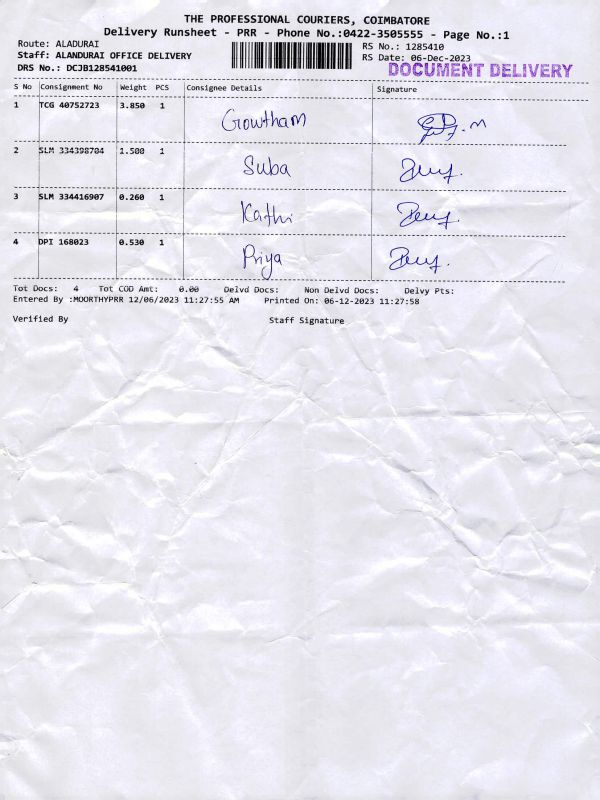 THE PROFESSIONAL COURIERS, COIMBATORE
Delivery Runsheet - PRR - Phone No.:0422-3505555 - Page No.:1
Route: ALADURAI
RS No.: 1285410
Staff: ALANDURAI OFFICE DELIVERY
RS Date: 06-Dec-2023
DRS No.: DCJB128541001
DOCUMENT DELIVERY
S No Consignment No Weight PCS Consignee Details Signature
1 TCG 40752723 3.850 1 Gowtham
2 SLM 334398704 1.500 1 Suba
3 SLM 334416907 0.260 1 Kathi
4 DPI 168023 0.530 1 Priya
Tot Docs: 4 Tot COD Amt: 0.00 Delvd Docs: Non Delvd Docs: Delvy Pts:
Entered By :MOORTHYPRR 12/06/2023 11:27:55 AM Printed On: 06-12-2023 11:27:58
Verified By Staff Signature